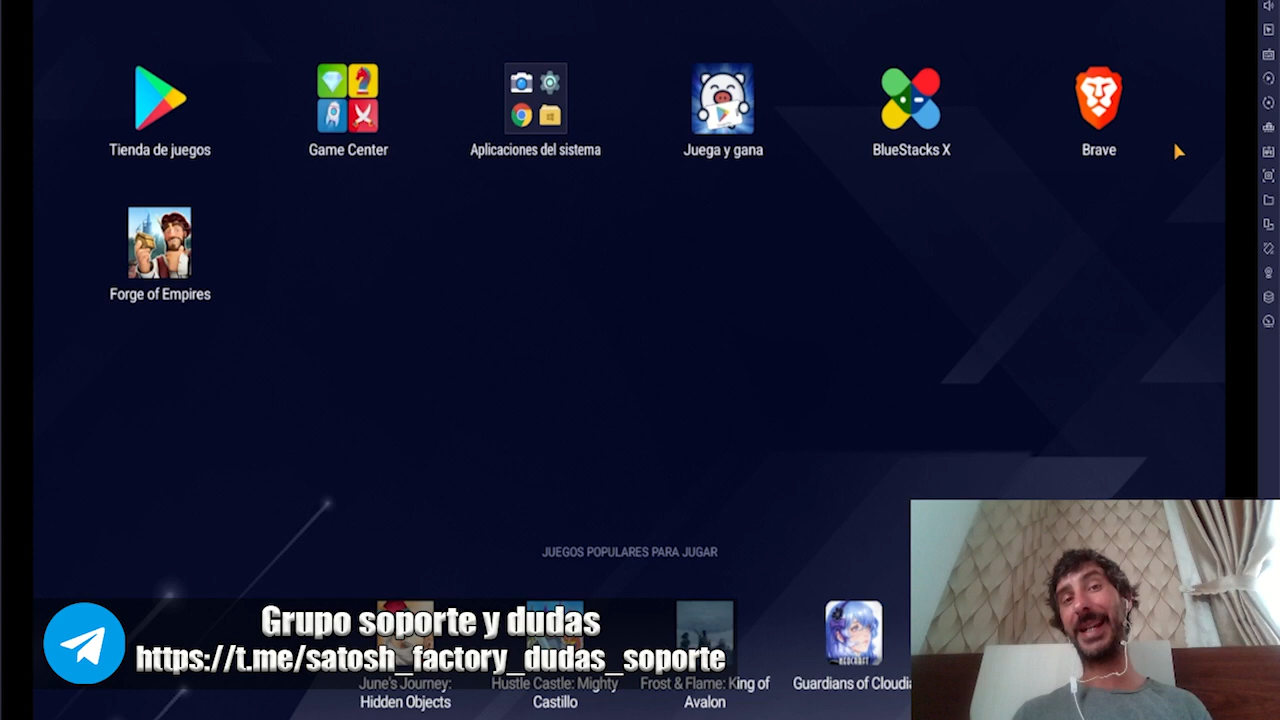 Tienda de juegos
Game Center
Aplicaciones del sistema
Juega y gana
BlueStacks X
Brave
Forge of Empires
JUEGOS POPULARES PARA JUGAR
Grupo soporte y dudas
https://t.me/satosh_factory_dudas_soporte
June's Journey:
Hidden Objects
Hustle Castle: Mighty
Castillo
Frost & Flame: King of
Avalon
Guardians of Cloudia
NEOCRAFT